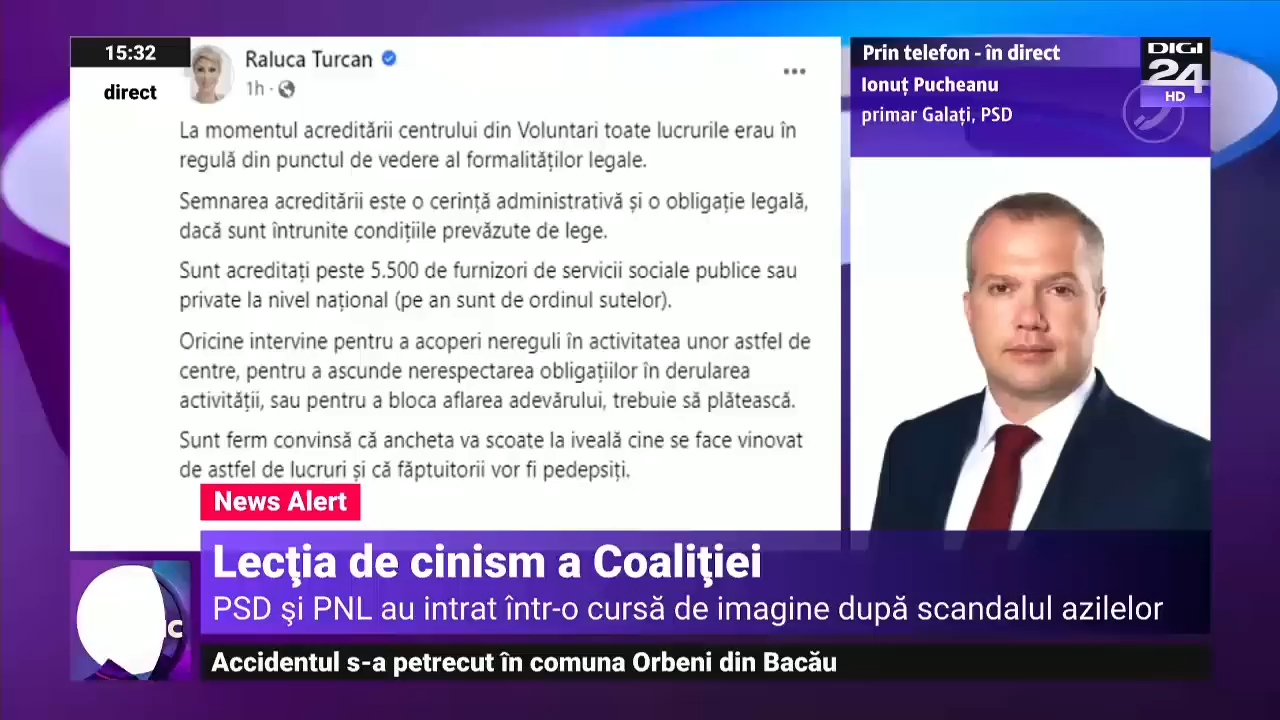 15:32
direct
Raluca Turcan
1h
La momentul acreditării centrului din Voluntari toate lucrurile erau în
regulă din punctul de vedere al formalităților legale.
Semnarea acreditării este o cerință administrativă și o obligație legală,
dacă sunt întrunite condițiile prevăzute de lege.
Sunt acreditați peste 5.500 de furnizori de servicii sociale publice sau
private la nivel național (pe an sunt de ordinul sutelor).
Oricine intervine pentru a acoperi nereguli în activitatea unor astfel de
centre, pentru a ascunde nerespectarea obligațiilor în derularea
activității, sau pentru a bloca aflarea adevărului, trebuie să plătească.
Sunt ferm convinsă că ancheta va scoate la iveală cine se face vinovat
de astfel de lucruri și că făptuitorii vor fi pedepsiți.
Prin telefon - în direct
Ionuț Pucheanu
primar Galați, PSD
DIGI
24
HD
News Alert
Lecţia de cinism a Coaliţiei
PSD şi PNL au intrat într-o cursă de imagine după scandalul azilelor
Accidentul s-a petrecut în comuna Orbeni din Bacău